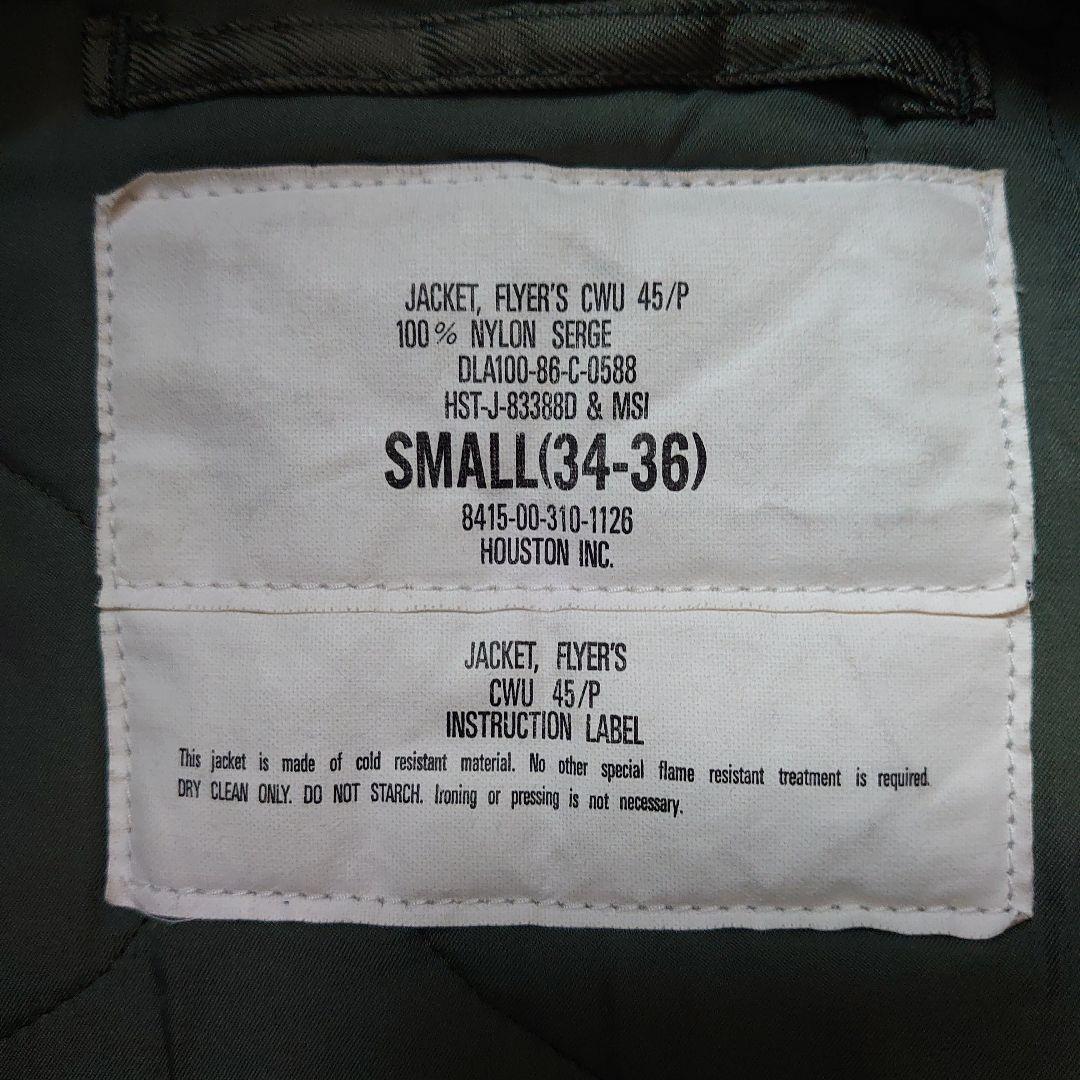 JACKET, FLYER'S CWU 45/P
100% NYLON SERGE
DLA100-86-C-0588
HST-J-83388D & MSI
SMALL(34-36)
8415-00-310-1126
HOUSTON INC.
JACKET, FLYER'S
CWU 45/P
INSTRUCTION LABEL
This jacket is made of cold resistant material. No other special flame resistant treatment is required.
DRY CLEAN ONLY. DO NOT STARCH. Ironing or pressing is not necessary.